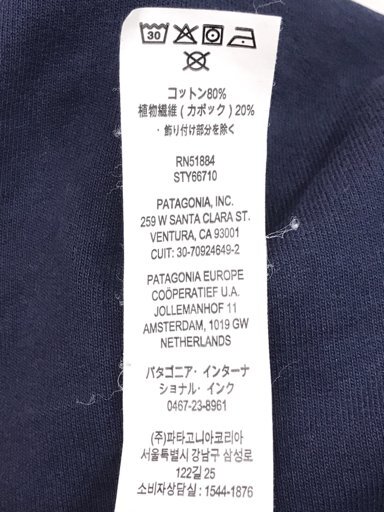 30
コットン80%
植物繊維 ( カポック ) 20%
・飾り付け部分を除く
RN51884
STY66710
PATAGONIA, INC.
259 W SANTA CLARA ST.
VENTURA, CA 93001
CUIT: 30-70924649-2
PATAGONIA EUROPE
COÖPERATIEF U.A.
JOLLEMANHOF 11
AMSTERDAM, 1019 GW
NETHERLANDS
パタゴニア・インターナ
ショナル・インク
0467-23-8961
(주)파타고니아코리아
서울특별시 강남구 삼성로
122길 25
소비자상담실 : 1544-1876